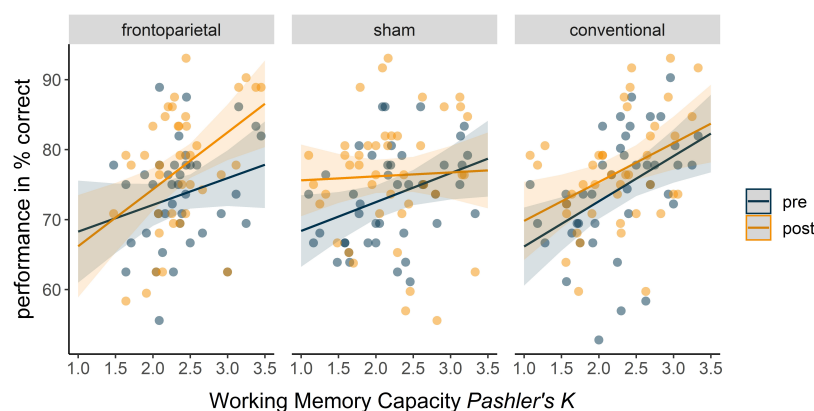 frontoparietal sham conventional
performance in % correct
90
80
70
60
1.0 1.5 2.0 2.5 3.0 3.5 1.0 1.5 2.0 2.5 3.0 3.5 1.0 1.5 2.0 2.5 3.0 3.5
Working Memory Capacity Pashler's K
pre
post